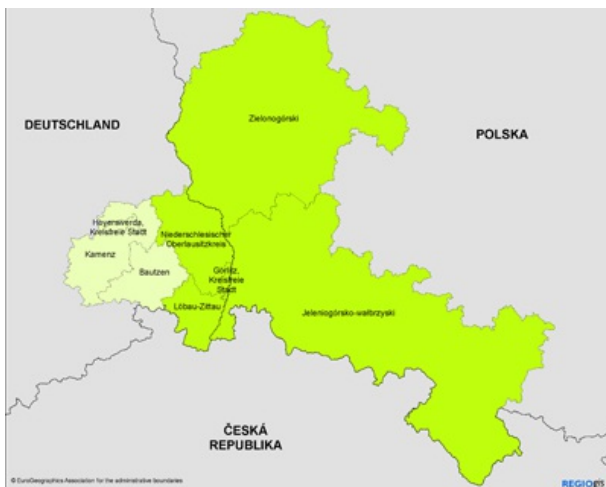 DEUTSCHLAND
POLSKA
Zielonogórski
Hoyerswerda,
Kreisfreie Stadt
Niederschlesischer
Oberlausitzkreis
Kamenz
Bautzen
Görlitz,
Kreisfreie
Stadt
Löbau-Zittau
Jeleniogórsko-wałbrzyski
ČESKÁ
REPUBLIKA
© EuroGeographics Association for the administrative boundaries
REGIOgis